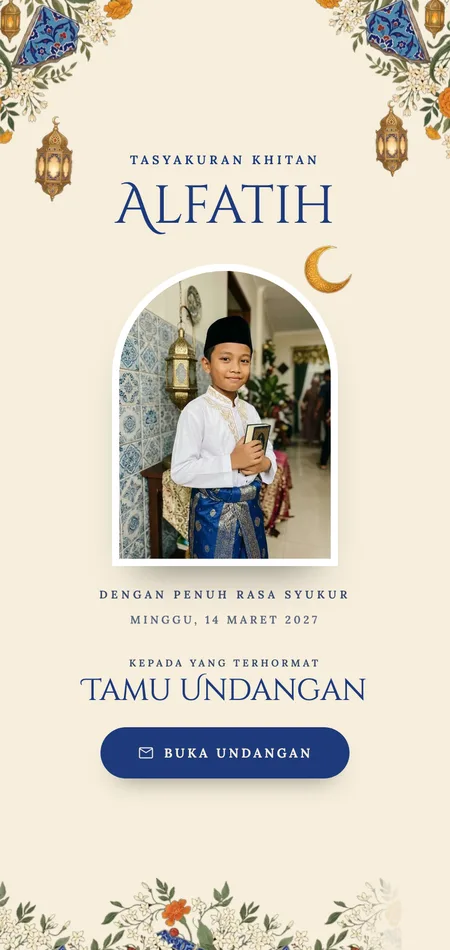 TASYAKURAN KHITAN
ALFATIH
DENGAN PENUH RASA SYUKUR
MINGGU, 14 MARET 2027
KEPADA YANG TERHORMAT
TAMU UNDANGAN
BUKA UNDANGAN